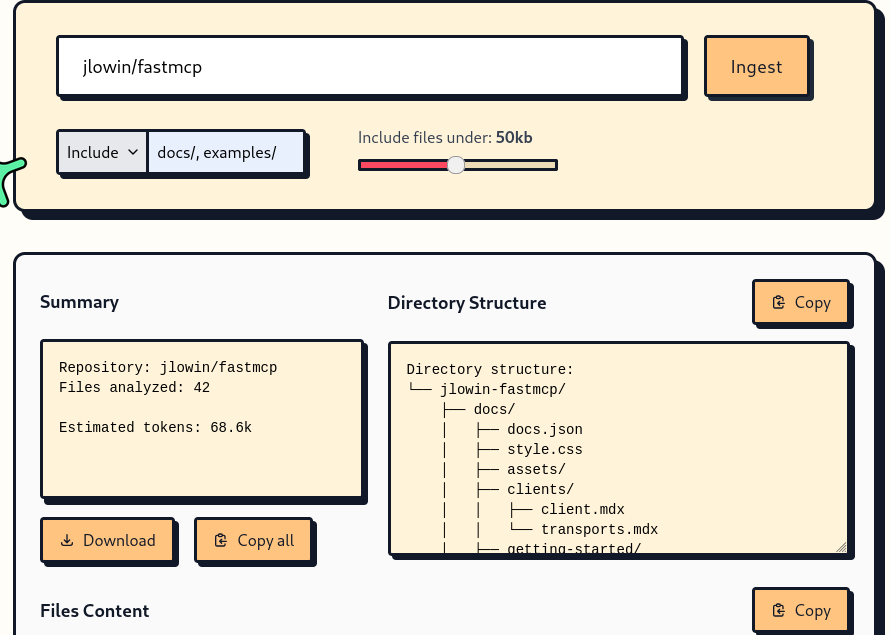 jlowin/fastmcp
Ingest
Include
docs/, examples/
Include files under: 50kb
Summary
Directory Structure
Copy
Repository: jlowin/fastmcp
Files analyzed: 42
Estimated tokens: 68.6k
Directory structure:
└── jlowin-fastmcp/
    ├── docs/
    │   ├── docs.json
    │   ├── style.css
    │   ├── assets/
    │   ├── clients/
    │   │   ├── client.mdx
    │   │   └── transports.mdx
    │   ├── getting-started/
Download
Copy all
Files Content
Copy